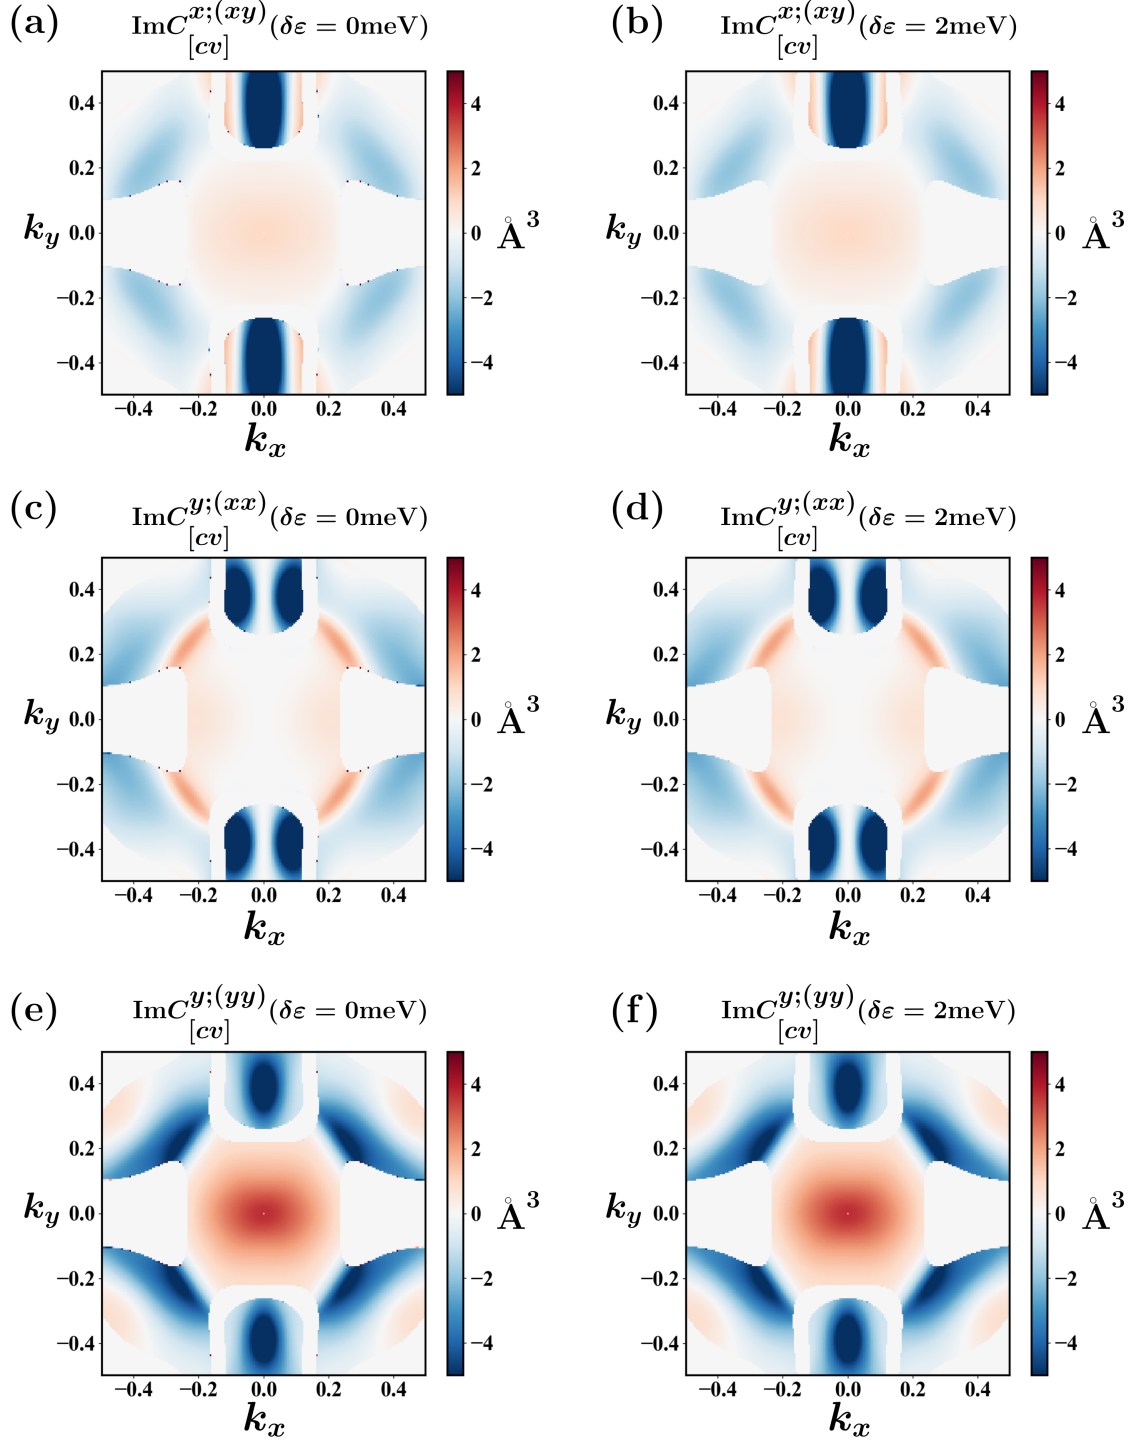 (a) ImC^{x;(xy)}_{[cv]}(δε = 0meV)
0.4
0.2
0.0
−0.2
−0.4
k_y
−0.4 −0.2 0.0 0.2 0.4
k_x
4
2
0
−2
−4
Å^3
(b) ImC^{x;(xy)}_{[cv]}(δε = 2meV)
0.4
0.2
0.0
−0.2
−0.4
k_y
−0.4 −0.2 0.0 0.2 0.4
k_x
4
2
0
−2
−4
Å^3
(c) ImC^{y;(xx)}_{[cv]}(δε = 0meV)
0.4
0.2
0.0
−0.2
−0.4
k_y
−0.4 −0.2 0.0 0.2 0.4
k_x
4
2
0
−2
−4
Å^3
(d) ImC^{y;(xx)}_{[cv]}(δε = 2meV)
0.4
0.2
0.0
−0.2
−0.4
k_y
−0.4 −0.2 0.0 0.2 0.4
k_x
4
2
0
−2
−4
Å^3
(e) ImC^{y;(yy)}_{[cv]}(δε = 0meV)
0.4
0.2
0.0
−0.2
−0.4
k_y
−0.4 −0.2 0.0 0.2 0.4
k_x
4
2
0
−2
−4
Å^3
(f) ImC^{y;(yy)}_{[cv]}(δε = 2meV)
0.4
0.2
0.0
−0.2
−0.4
k_y
−0.4 −0.2 0.0 0.2 0.4
k_x
4
2
0
−2
−4
Å^3